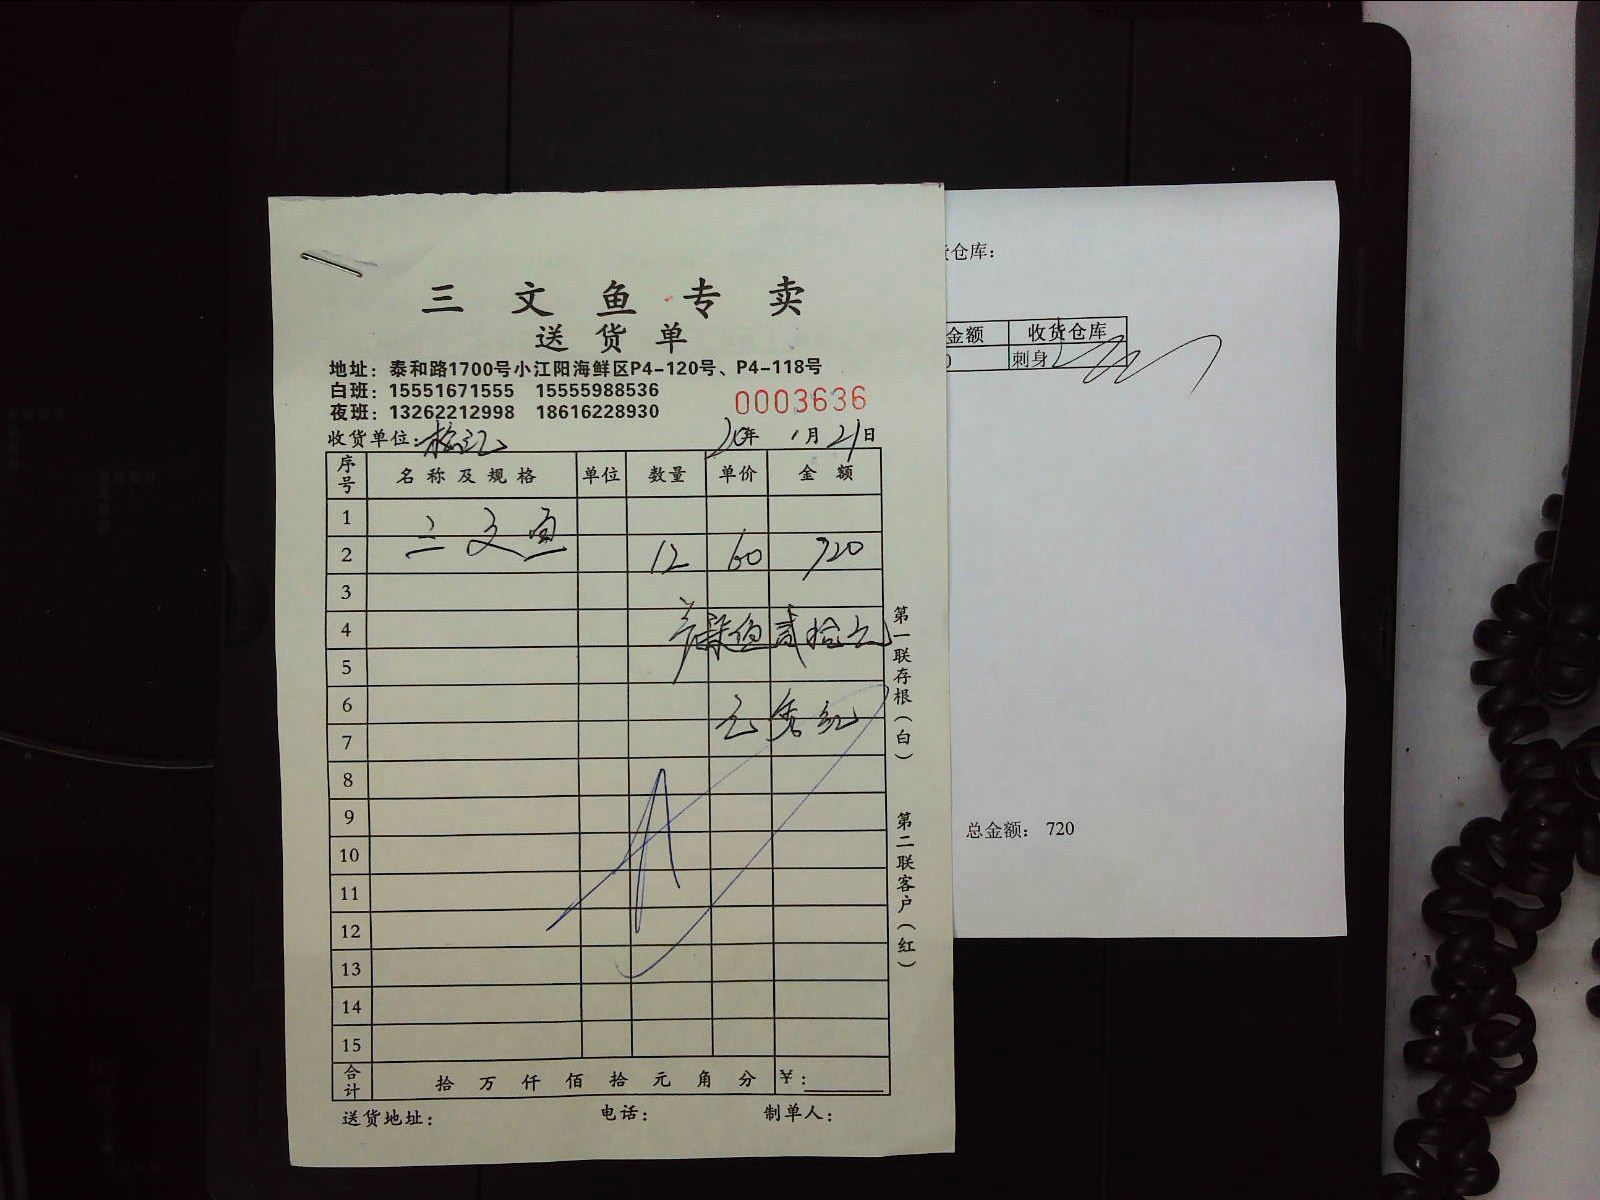 三文鱼专卖
送货单
地址：泰和路1700号小江阳海鲜区P4-120号、P4-118号
白班：15551671555 15555988536
夜班：13262212998 18616228930
0003636
收货单位： 20年 1月21日
序号 名称及规格 单位 数量 单价 金额
1
三文鱼
2 12 60 720
3
4 柒佰贰拾元
5
6
7
8
9
10
11
12
13
14
15
合计 拾 万 仟 佰 拾 元 角 分 ¥：
送货地址： 电话： 制单人：
第一联存根（白）
第二联客户（红）
仓库：
金额 收货仓库
刺身
总金额： 720